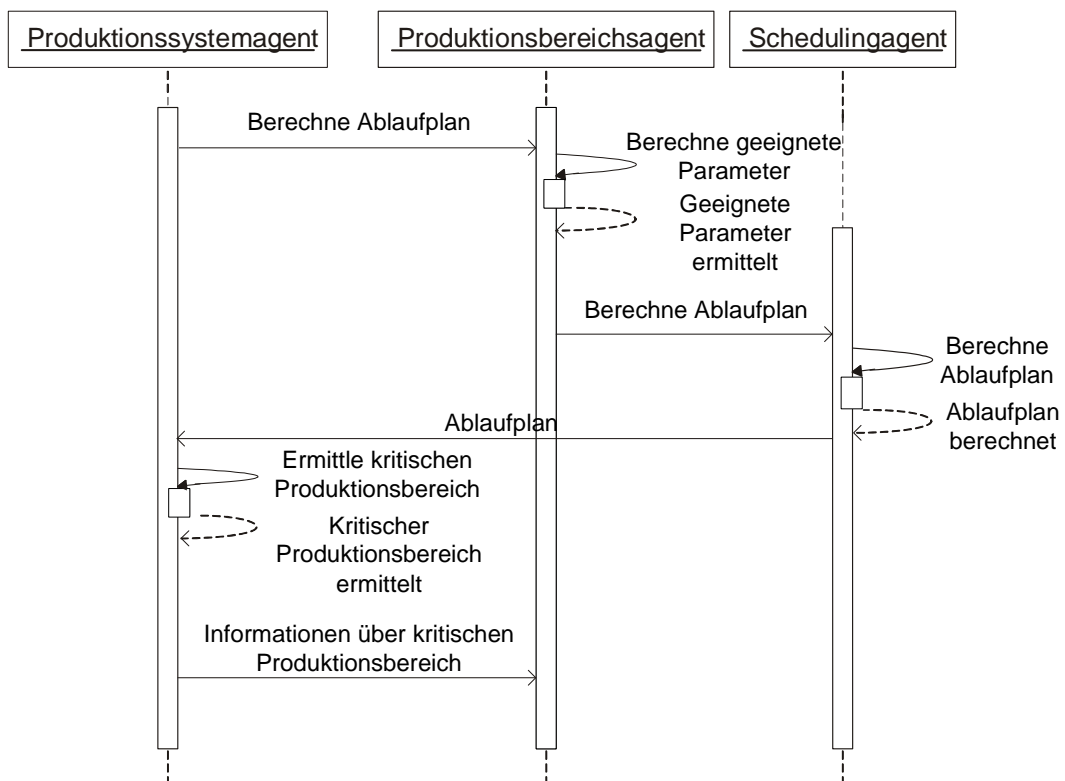 Produktionssystemagent
Produktionsbereichsagent
Schedulingagent
Berechne Ablaufplan
Berechne geeignete
Parameter
Geeignete
Parameter
ermittelt
Berechne Ablaufplan
Berechne
Ablaufplan
Ablaufplan
berechnet
Ablaufplan
Ermittle kritischen
Produktionsbereich
Kritischer
Produktionsbereich
ermittelt
Informationen über kritischen
Produktionsbereich